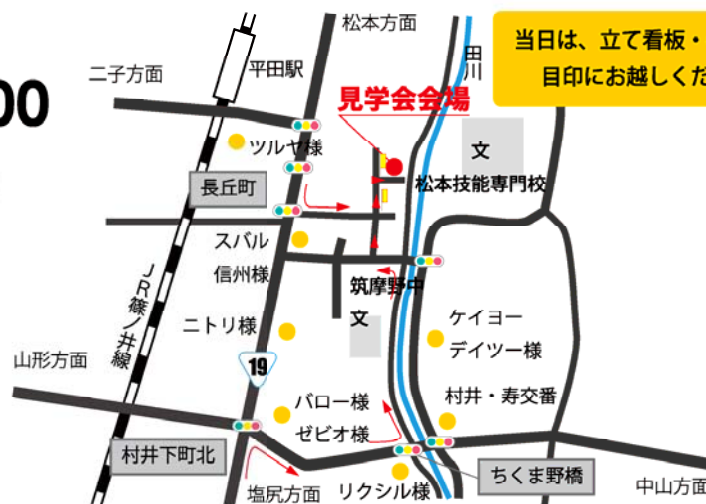 松本方面
当日は、立て看板・
目印にお越しくだ
田川
二子方面
平田駅
00
見学会会場
ツルヤ様
文
松本技能専門校
長丘町
スバル
信州様
筑摩野中
文
JR篠ノ井線
ニトリ様
ケイヨー
デイツー様
山形方面
19
バロー様
ゼビオ様
村井・寿交番
村井下町北
ちくま野橋
塩尻方面
リクシル様
中山方面